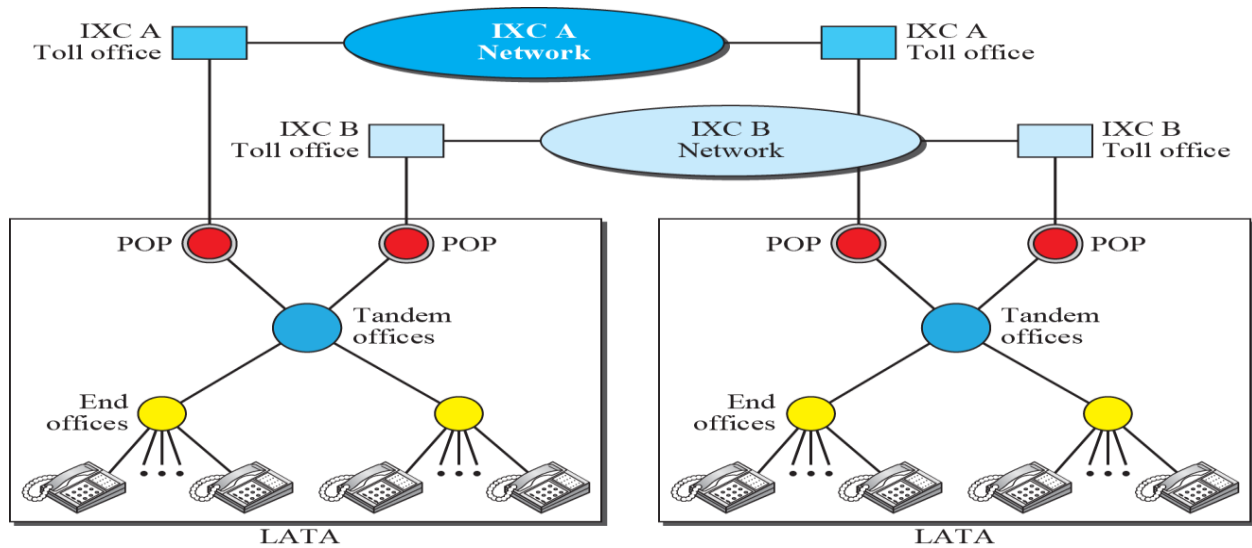 IXC A
Toll office
IXC A
Network
IXC A
Toll office
IXC B
Toll office
IXC B
Network
IXC B
Toll office
POP
POP
POP
POP
Tandem
offices
Tandem
offices
End
offices
End
offices
LATA
LATA